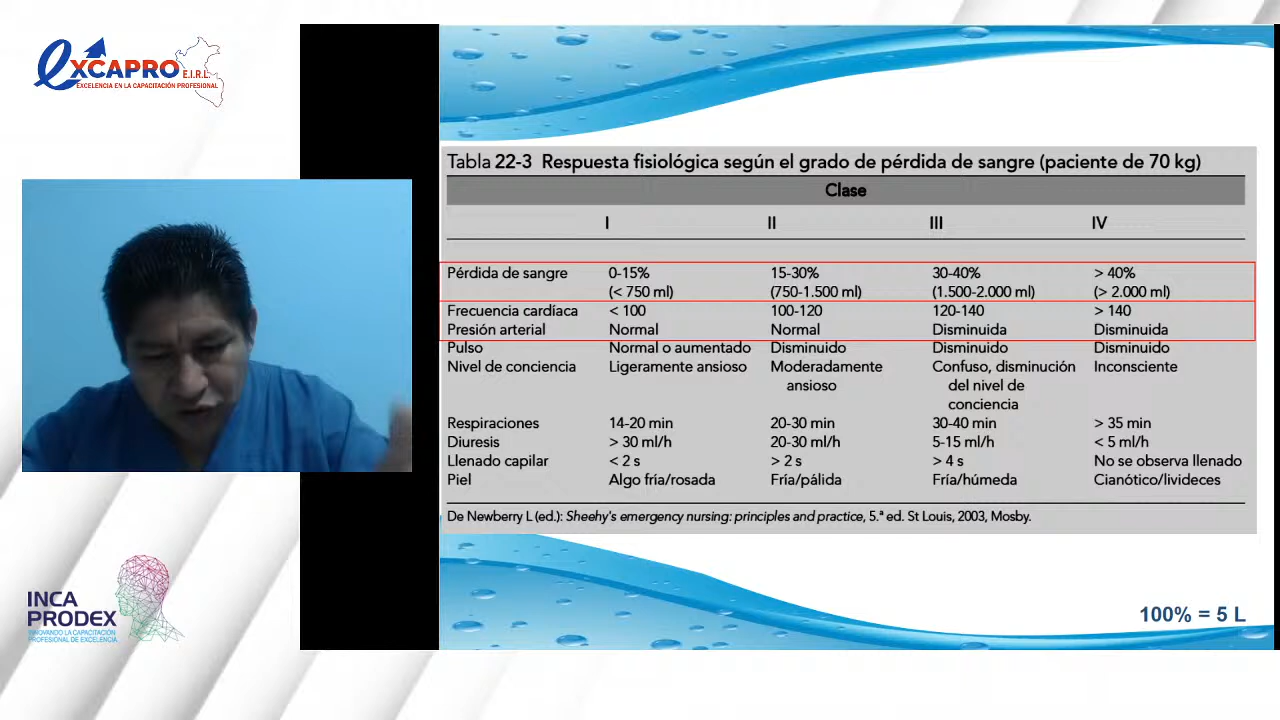 excapro E.I.R.L.
EXCELENCIA EN LA CAPACITACIÓN PROFESIONAL
Tabla 22-3 Respuesta fisiológica según el grado de pérdida de sangre (paciente de 70 kg)
Clase
I II III IV
Pérdida de sangre 0-15% 15-30% 30-40% > 40%
(< 750 ml) (750-1.500 ml) (1.500-2.000 ml) (> 2.000 ml)
Frecuencia cardíaca < 100 100-120 120-140 > 140
Presión arterial Normal Normal Disminuida Disminuida
Pulso Normal o aumentado Disminuido Disminuido Disminuido
Nivel de conciencia Ligeramente ansioso Moderadamente Confuso, disminución Inconsciente
ansioso del nivel de
conciencia
Respiraciones 14-20 min 20-30 min 30-40 min > 35 min
Diuresis > 30 ml/h 20-30 ml/h 5-15 ml/h < 5 ml/h
Llenado capilar < 2 s > 2 s > 4 s No se observa llenado
Piel Algo fría/rosada Fría/pálida Fría/húmeda Cianótico/livideces
De Newberry L (ed.): Sheehy's emergency nursing: principles and practice, 5.ª ed. St Louis, 2003, Mosby.
INCA
PRODEX
INNOVANDO LA CAPACITACIÓN
PROFESIONAL DE EXCELENCIA
100% = 5 L